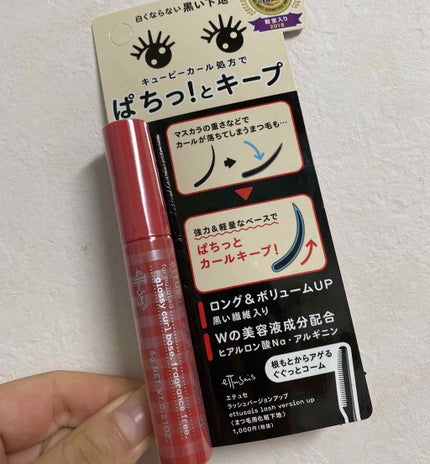 白くならない黒い下地
殿堂入り
2018
キューピーカール処方で
ぱちっ!とキープ
マスカラの重さなどで
カールが落ちてしまうまつ毛も…
強力&軽量なベースで
ぱちっと
カールキープ!
ロング&ボリュームUP
黒い繊維入り
Wの美容液成分配合
ヒアルロン酸Na・アルギニン
根もとからアゲる
ぐぐっとコーム
ettusais
エテュセ
ラッシュバージョンアップ
ettusais lash version up
〈まつ毛用化粧下地〉
1,000円(税抜)
glossy curl base, fragrance free.
6g NET WT. 0.21OZ.